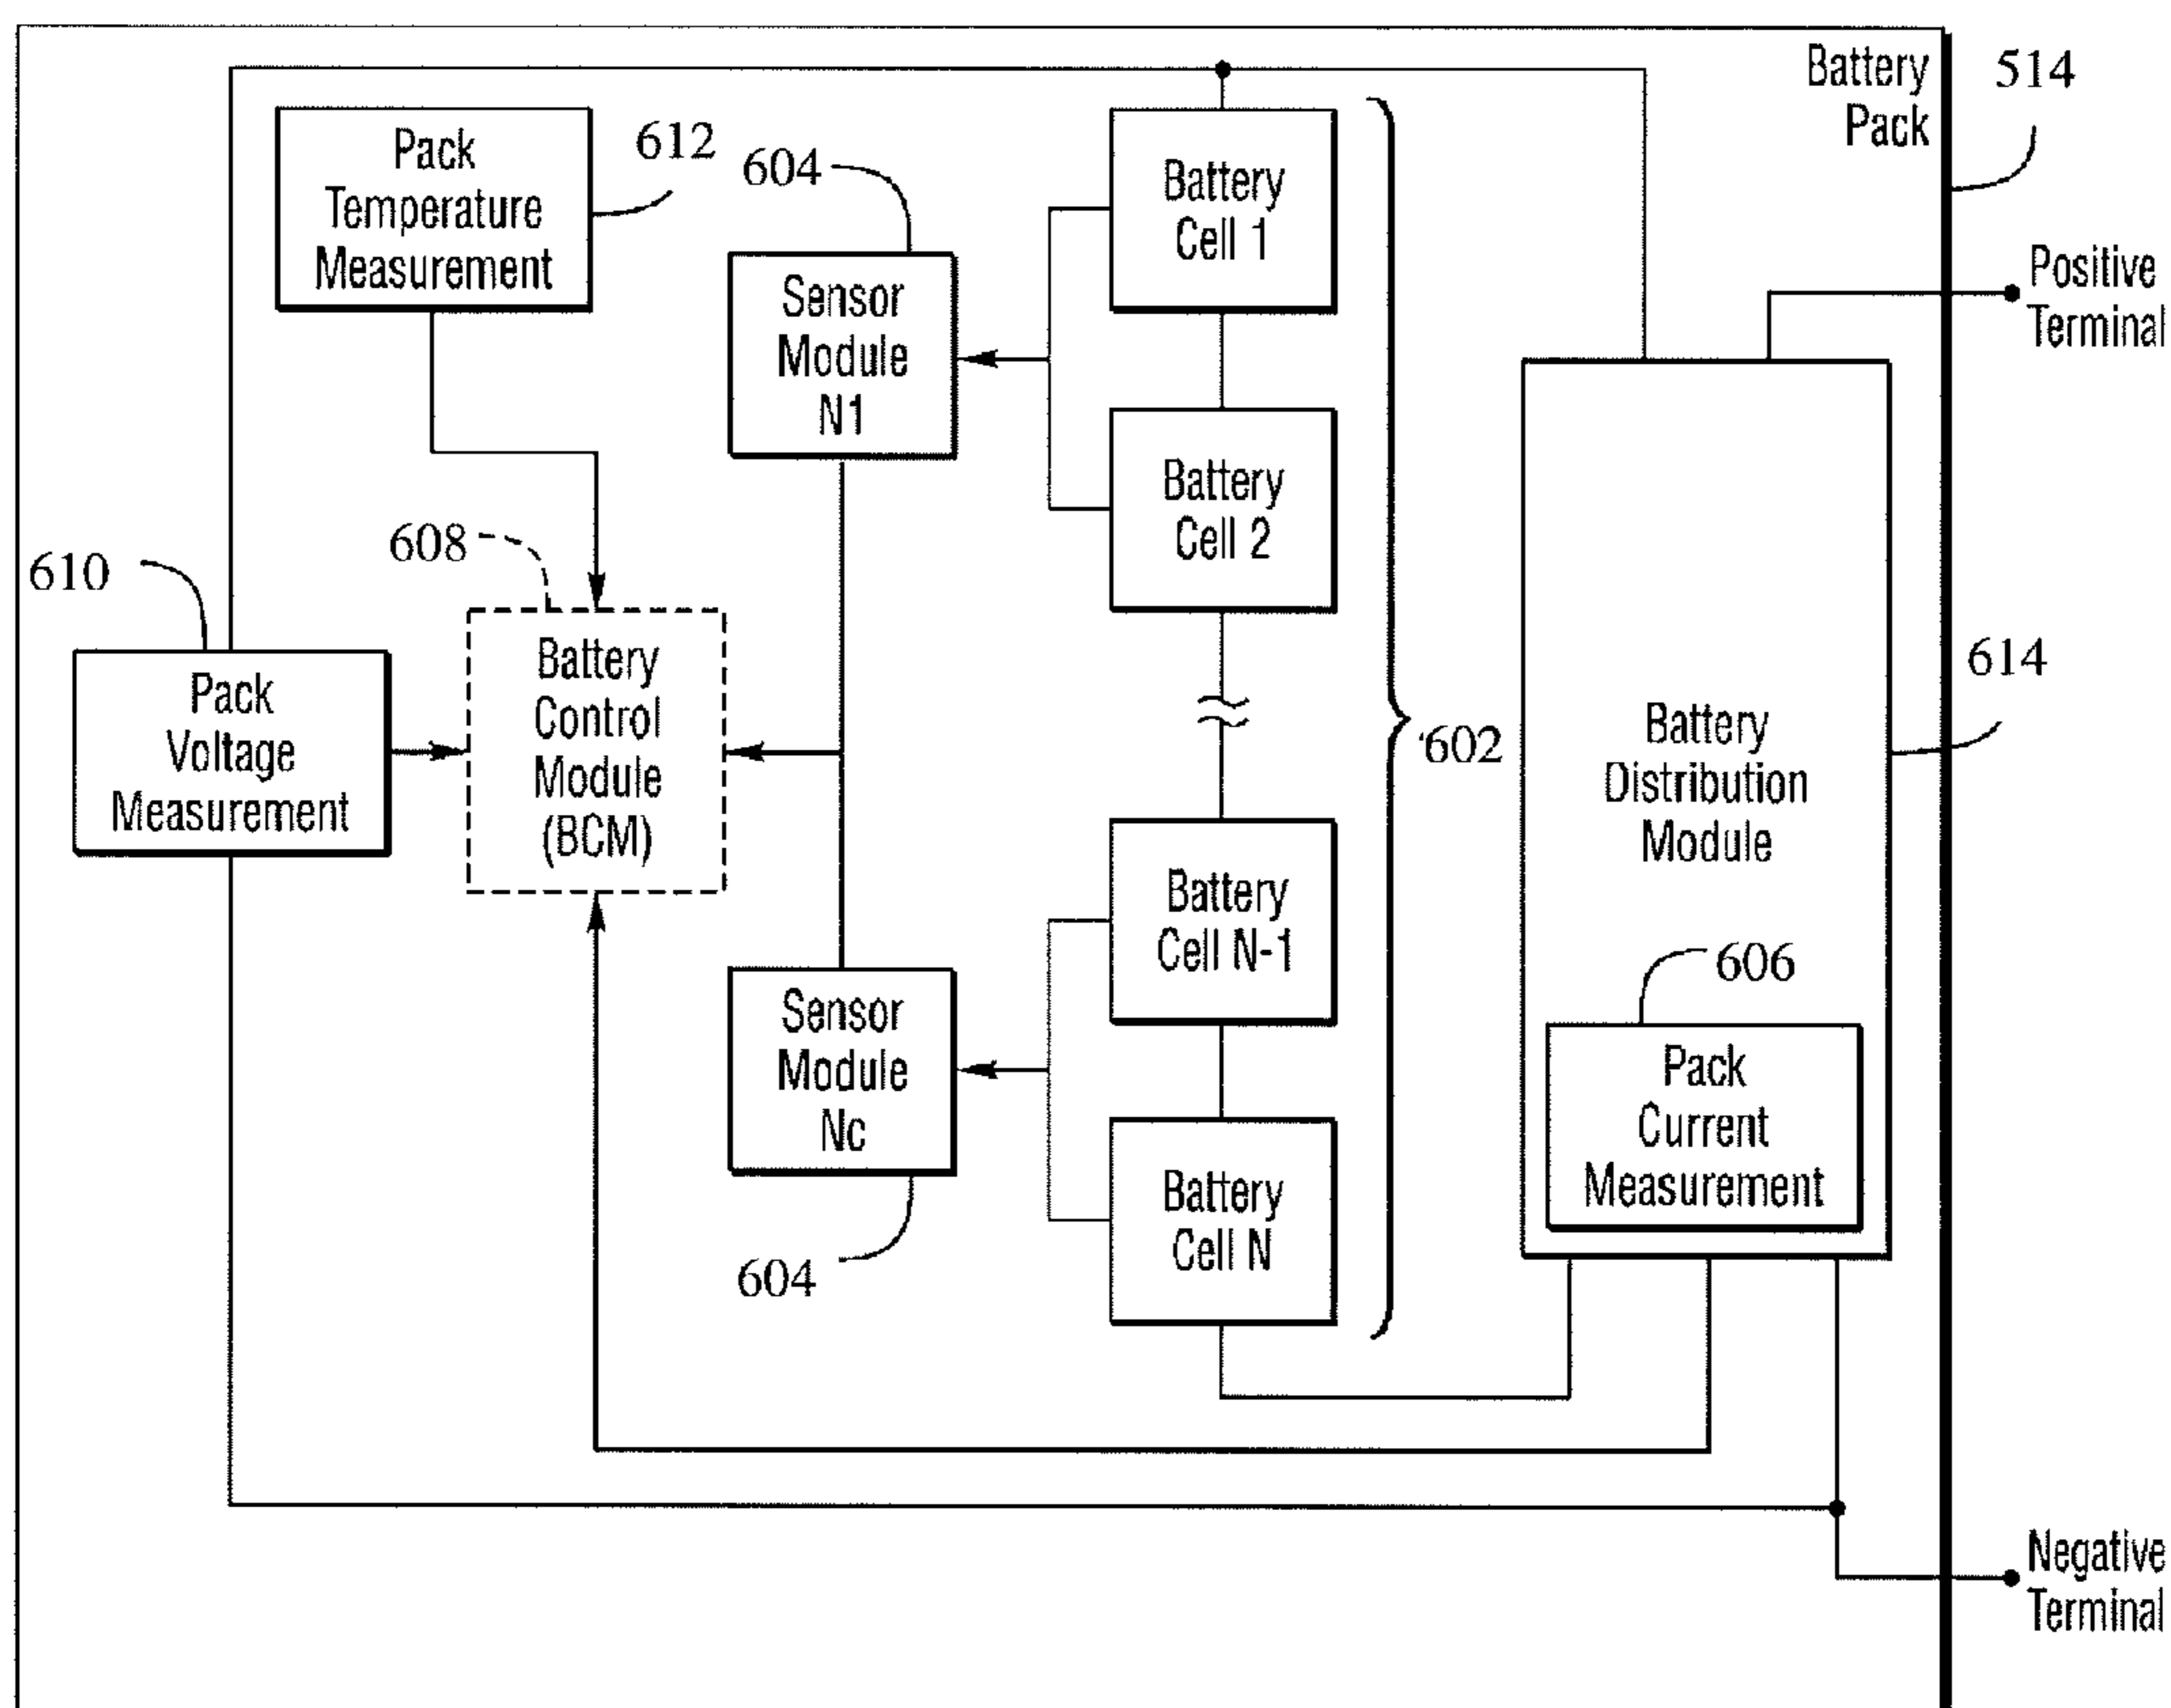 Battery
Pack
514
Pack
Temperature
Measurement
612
604
Battery
Cell 1
Positive
Terminal
Sensor
Module
N1
Battery
Cell 2
608
610
Battery
Control
Module
(BCM)
Pack
Voltage
Measurement
602
614
Battery
Distribution
Module
Battery
Cell N-1
606
Sensor
Module
Nc
Pack
Current
Measurement
Battery
Cell N
604
Negative
Terminal